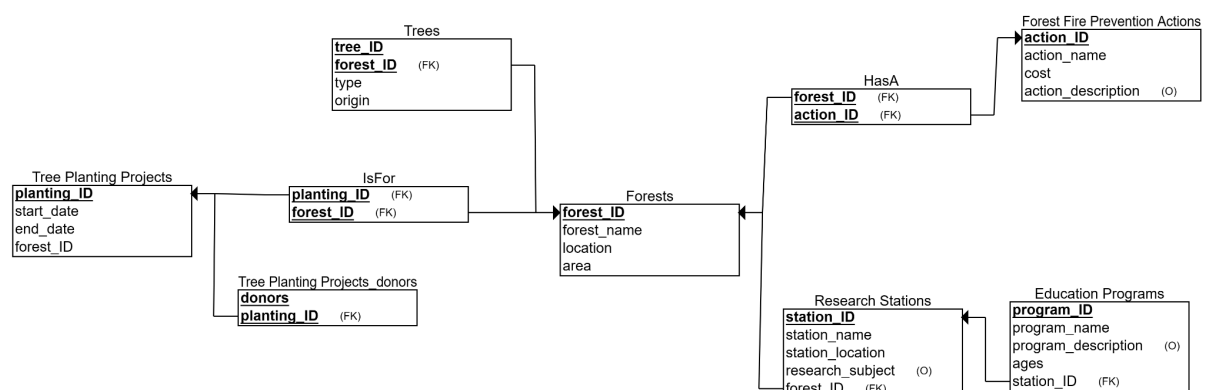 Trees
tree_ID
forest_ID (FK)
type
origin
Forest Fire Prevention Actions
action_ID
action_name
cost
action_description (O)
HasA
forest_ID (FK)
action_ID (FK)
Tree Planting Projects
planting_ID
start_date
end_date
forest_ID
IsFor
planting_ID (FK)
forest_ID (FK)
Forests
forest_ID
forest_name
location
area
Tree Planting Projects_donors
donors
planting_ID (FK)
Research Stations
station_ID
station_name
station_location
research_subject (O)
forest_ID (FK)
Education Programs
program_ID
program_name
program_description (O)
ages
station_ID (FK)